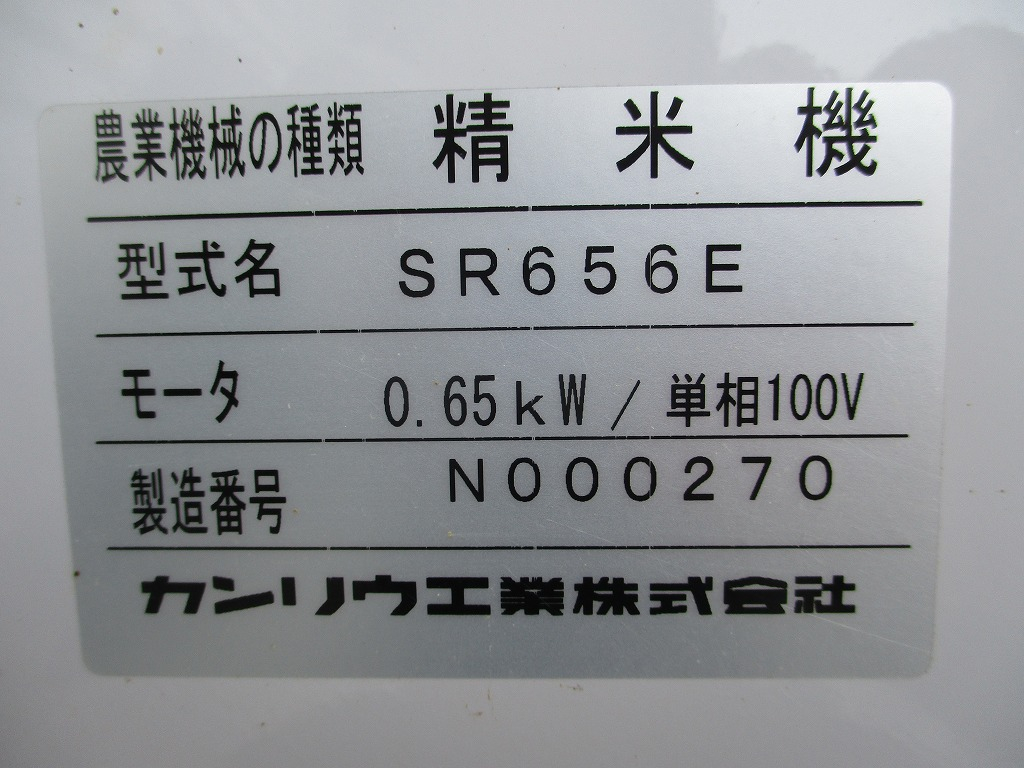 農業機械の種類 精米機
型式名 SR656E
モータ 0.65kW/単相100V
製造番号 N000270
カンリウ工業株式会社